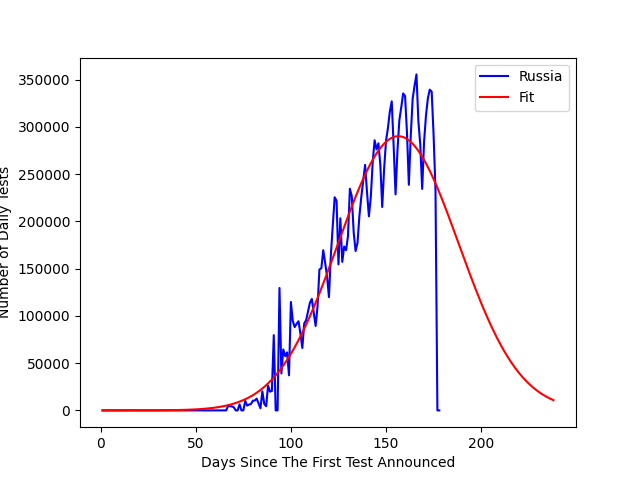 Russia
Fit
350000
300000
250000
200000
150000
100000
50000
0
Number of Daily Tests
0 50 100 150 200
Days Since The First Test Announced